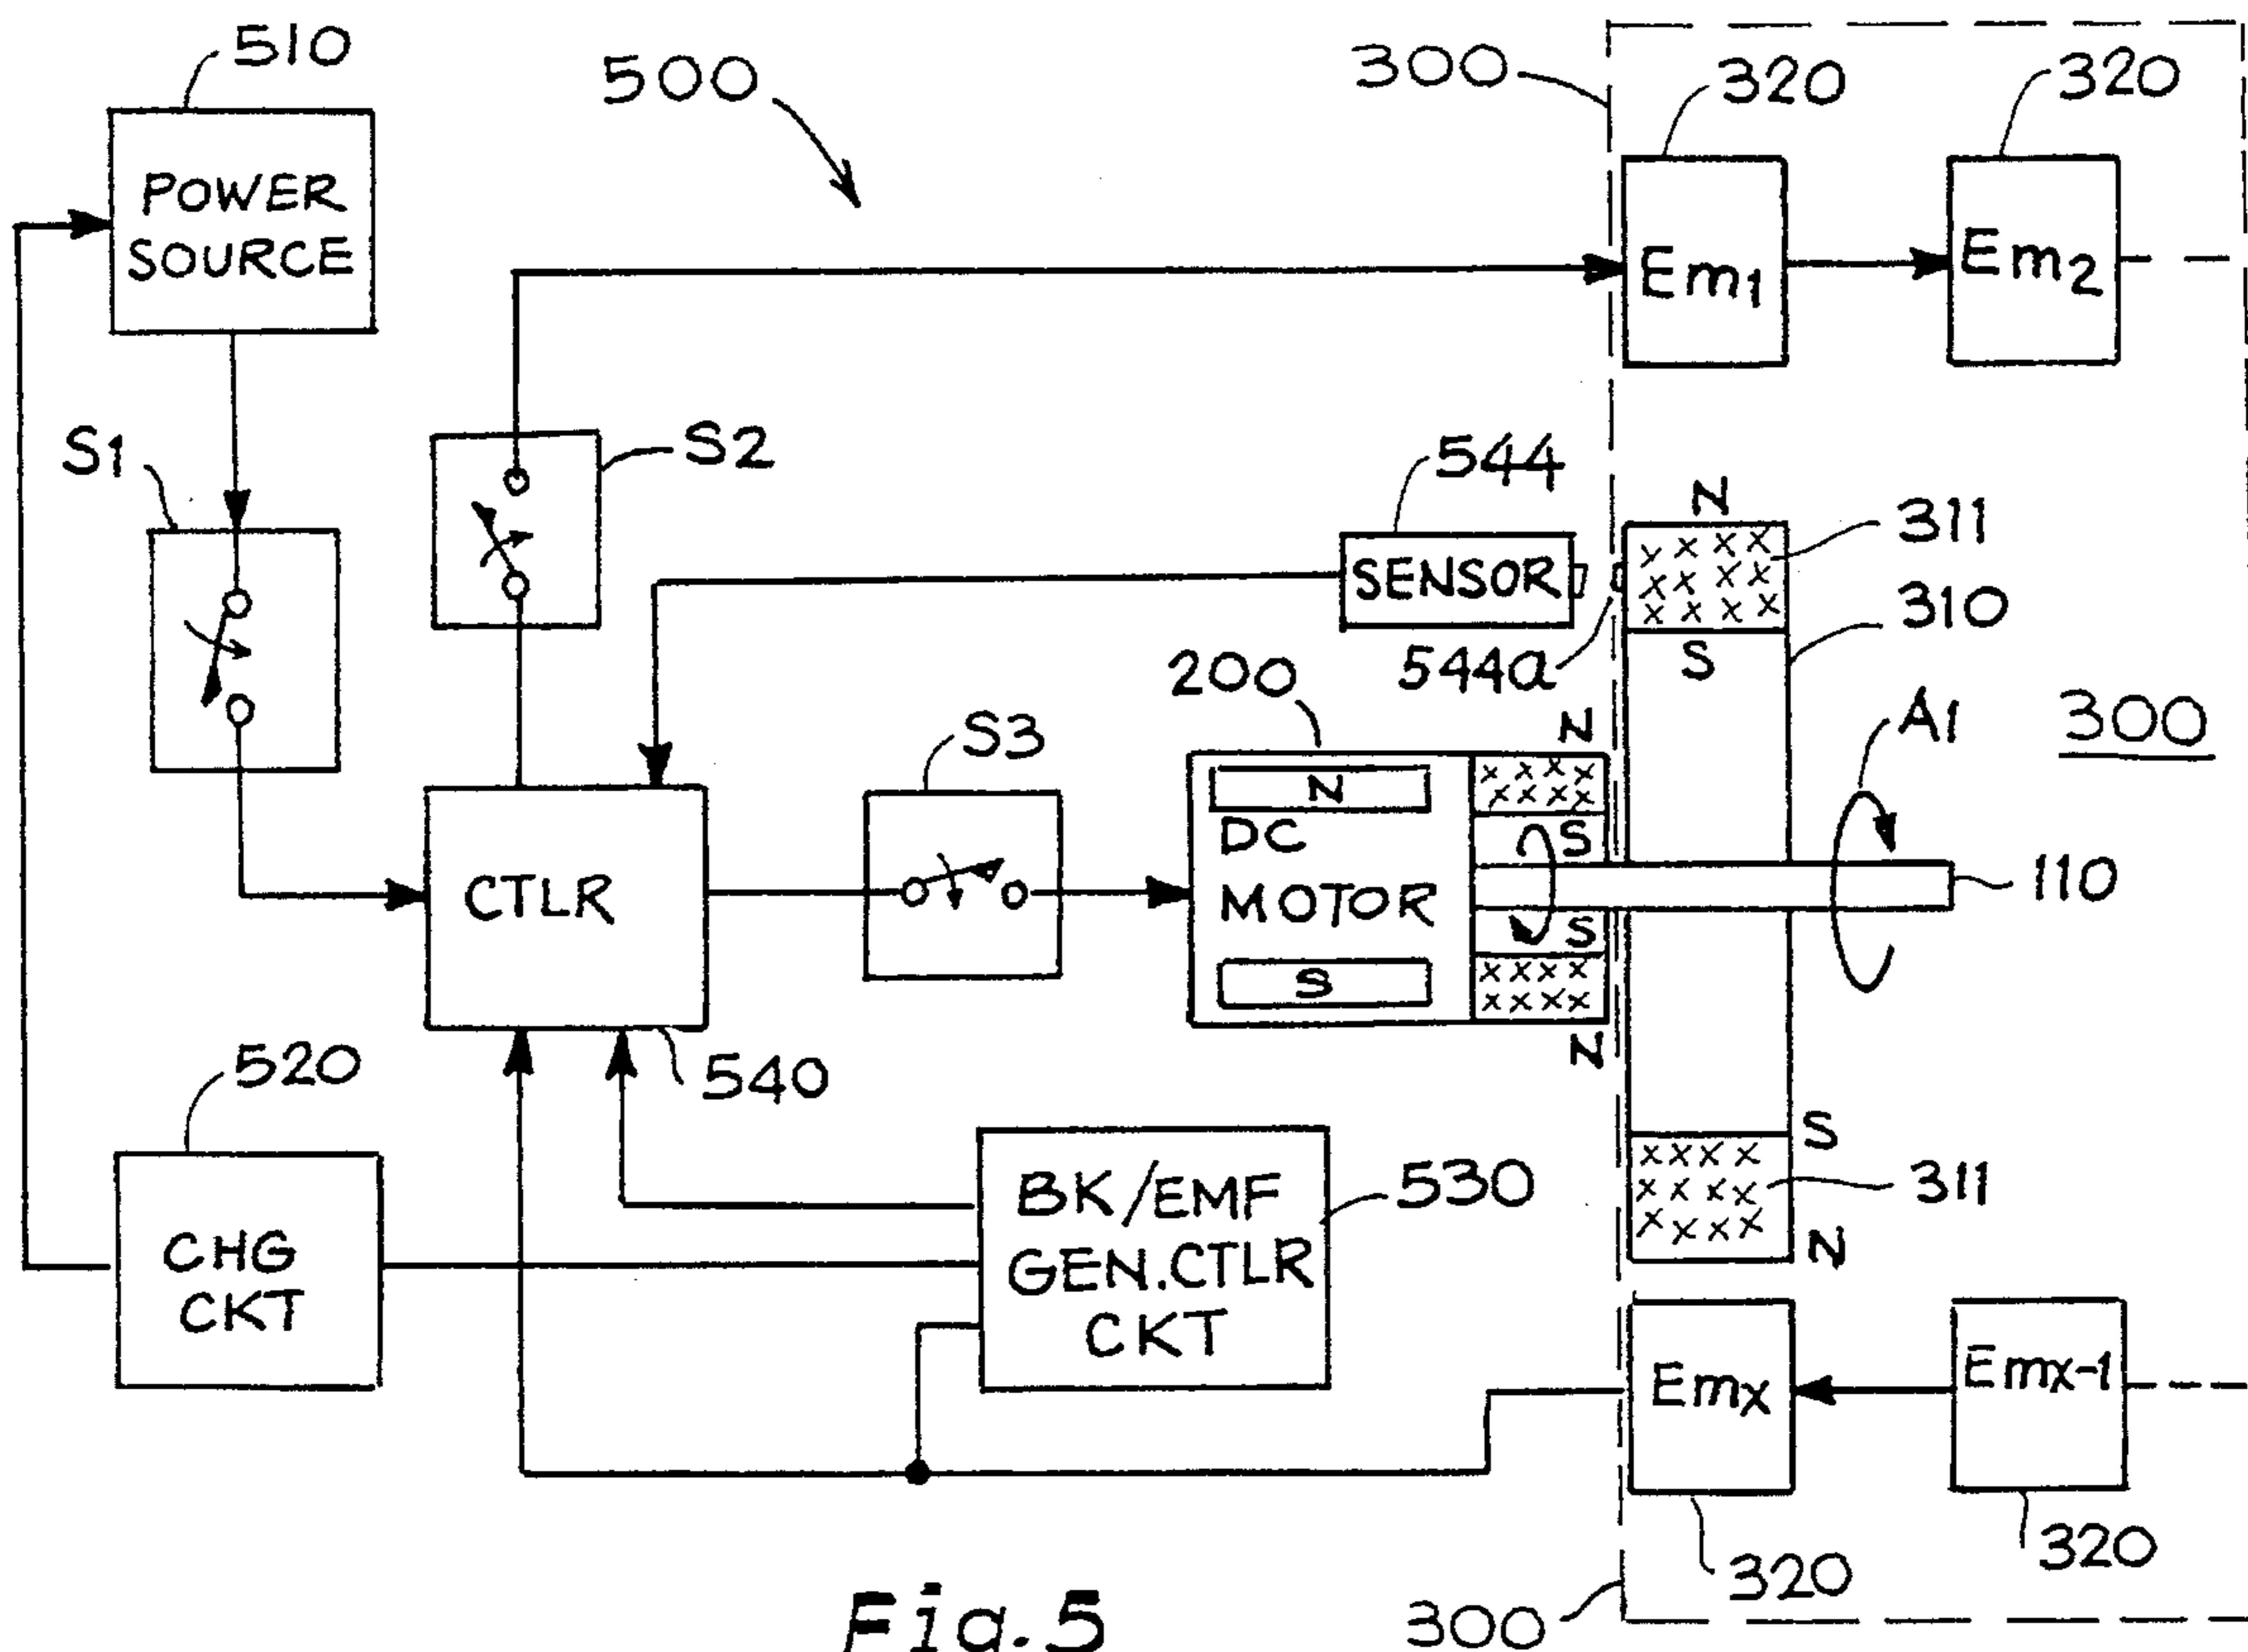 510
500
300
320
320
POWER
SOURCE
Em1
Em2
S1
S2
544
N
311
SENSOR
310
S
544a
200
N
A1
300
S3
N
DC
S
MOTOR
CTLR
110
S
S
N
520
540
S
BK/EMF
530
311
CHG
GEN.CTLR
N
CKT
CKT
Emx
Emx-1
320
320
300
Fig.5